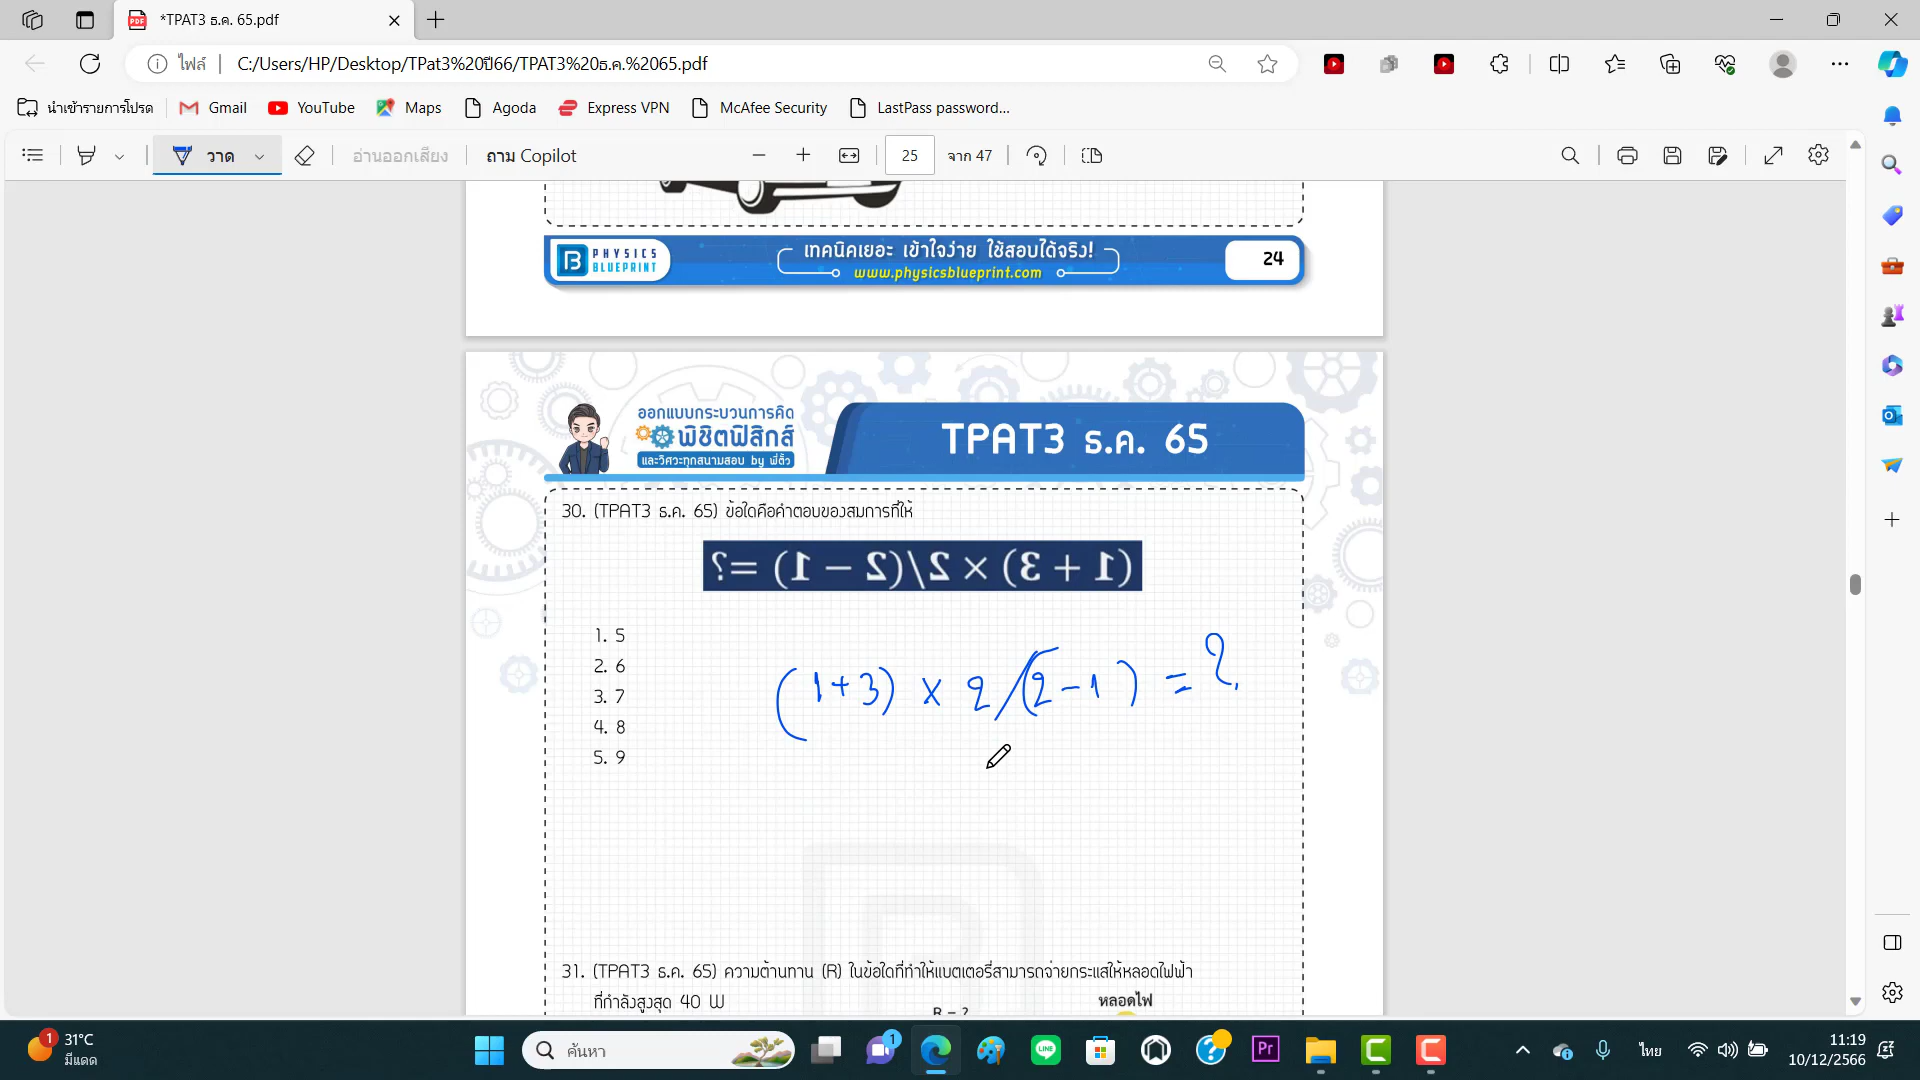 *TPAT3 ธ.ค. 65.pdf
ไฟล์ C:/Users/HP/Desktop/TPat3%20ปี66/TPAT3%20ธ.ค.%2065.pdf
นำเข้ารายการโปรด Gmail YouTube Maps Agoda Express VPN McAfee Security LastPass password...
วาด อ่านออกเสียง ถาม Copilot 25 จาก 47
PHYSICS
BLUEPRINT
เทคนิคเยอะ เข้าใจง่าย ใช้สอบได้จริง!
www.physicsblueprint.com
24
ออกแบบกระบวนการคิด
พิชิตฟิสิกส์
และวิศวะทุกสนามสอบ by พี่ตั้ว
TPAT3 ธ.ค. 65
30. (TPAT3 ธ.ค. 65) ข้อใดคือคำตอบของสมการที่ให้
(1 + 3) × 2/(2 − 1) =?
1. 5
2. 6
3. 7
4. 8
5. 9
(1+3) × 2/(2-1) = ?
31. (TPAT3 ธ.ค. 65) ความต้านทาน (R) ในข้อใดที่ทำให้แบตเตอรี่สามารถจ่ายกระแสให้หลอดไฟฟ้า
ที่กำลังสูงสุด 40 W
R = ?
หลอดไฟ
1 31°C
มีแดด
ค้นหา
1
Pr
LINE
ไทย
11:19
10/12/2566